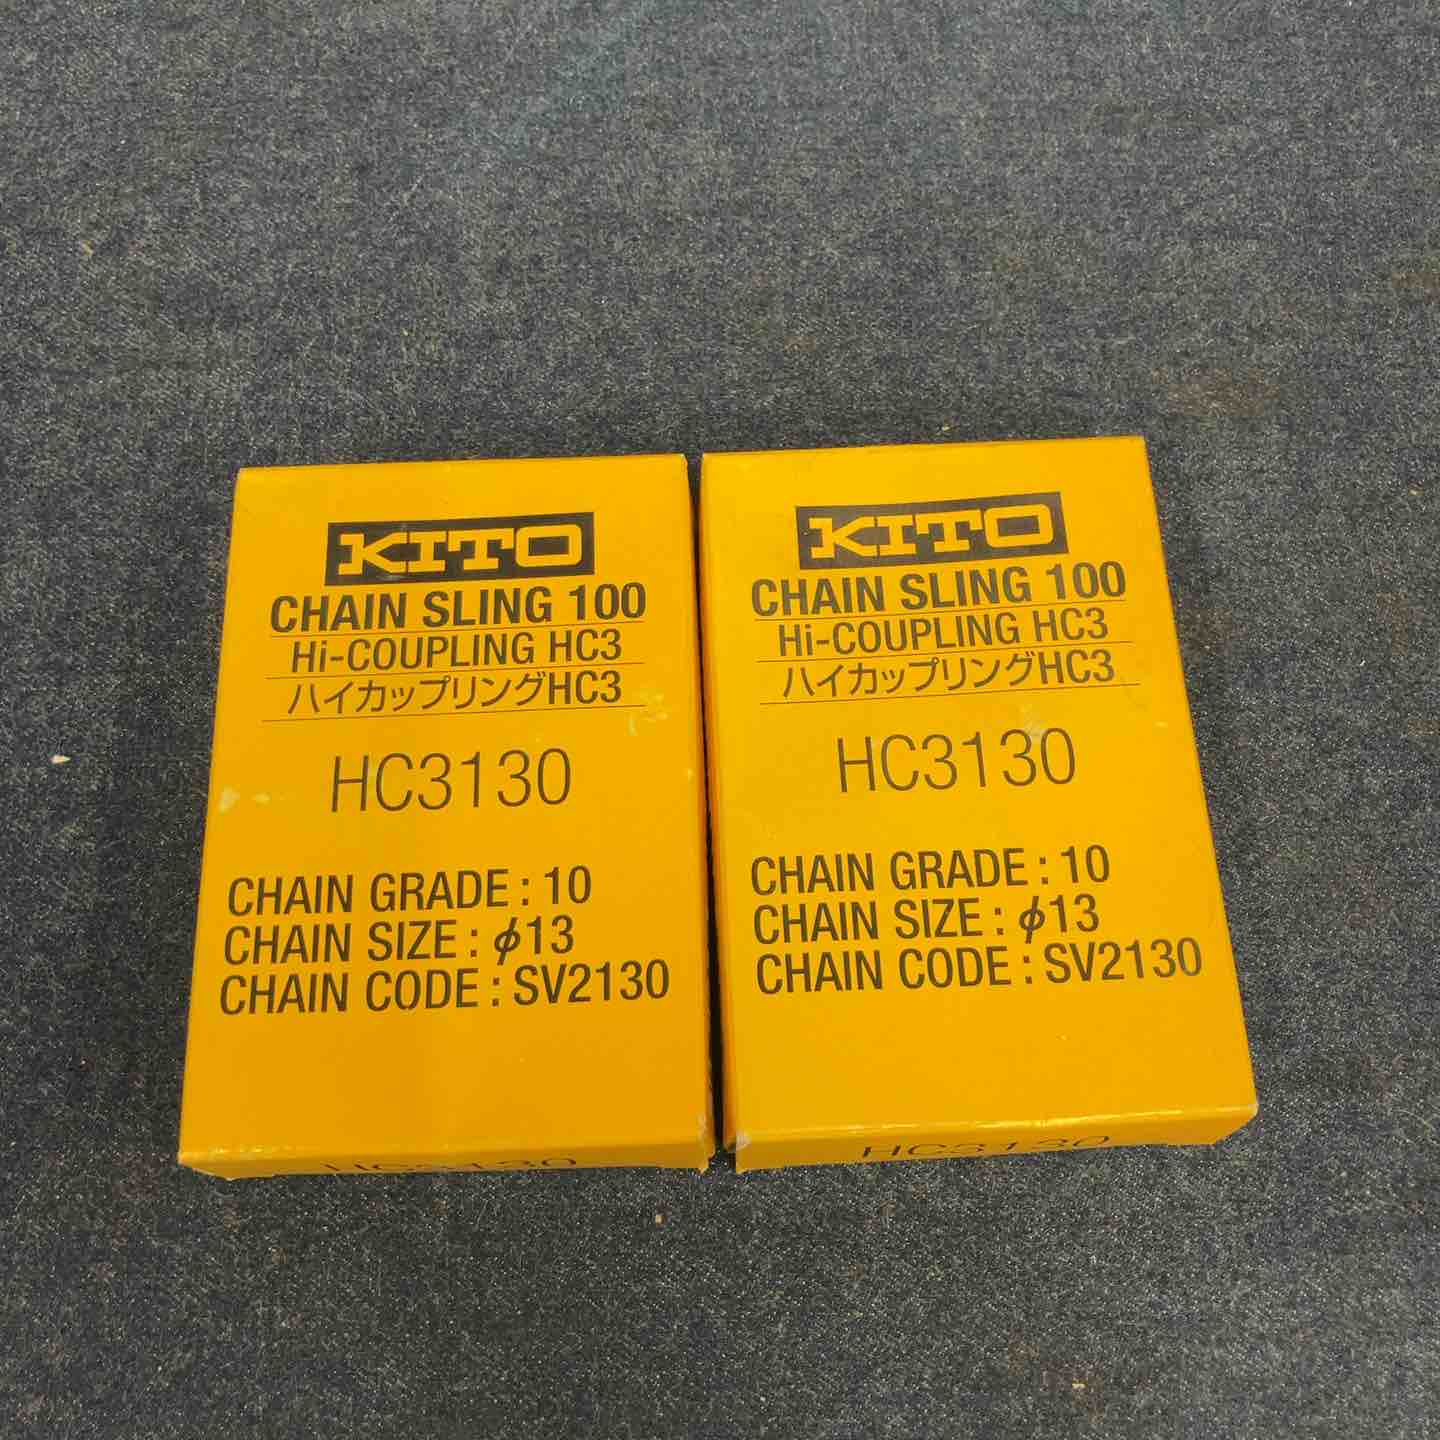 KITO
CHAIN SLING 100
Hi-COUPLING HC3
ハイカップリングHC3
HC3130
CHAIN GRADE : 10
CHAIN SIZE : φ13
CHAIN CODE : SV2130
HC3130
KITO
CHAIN SLING 100
Hi-COUPLING HC3
ハイカップリングHC3
HC3130
CHAIN GRADE : 10
CHAIN SIZE : φ13
CHAIN CODE : SV2130
HC3130